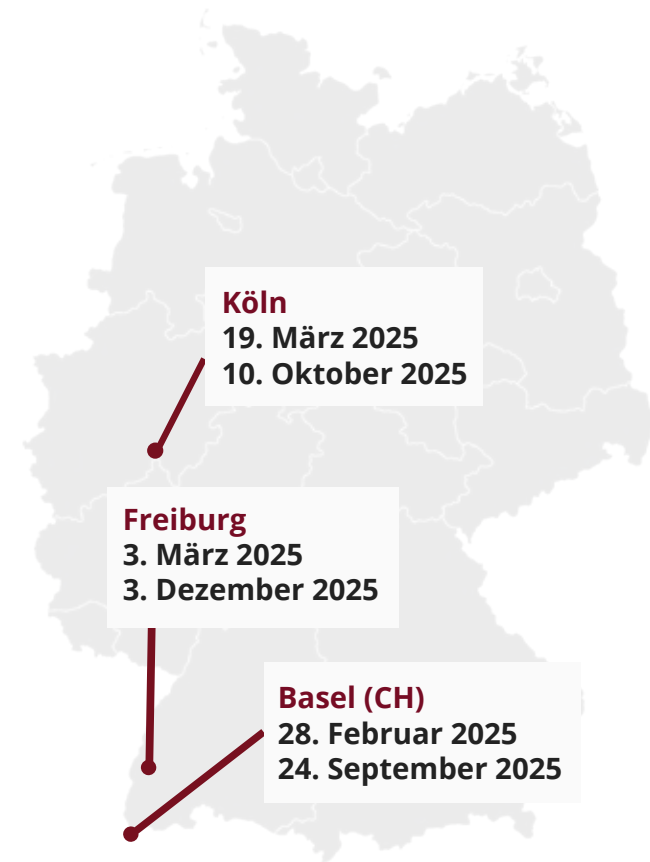 Köln
19. März 2025
10. Oktober 2025
Freiburg
3. März 2025
3. Dezember 2025
Basel (CH)
28. Februar 2025
24. September 2025